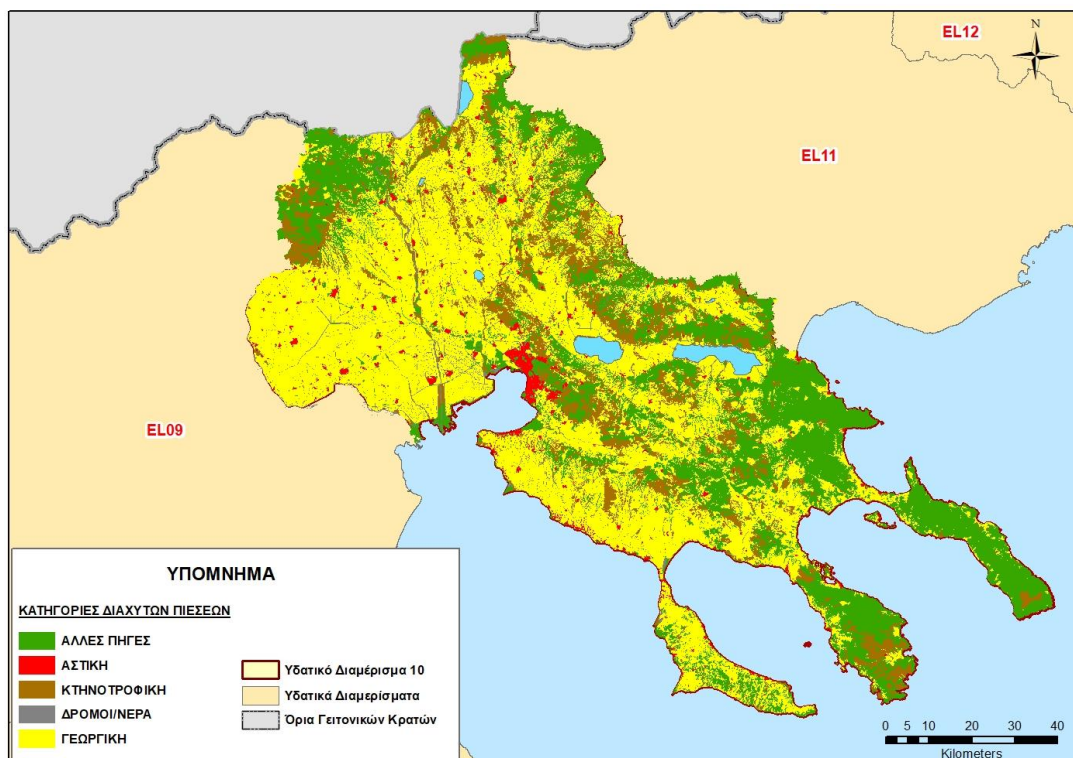 EL12
N
EL11
EL09
ΥΠΟΜΝΗΜΑ
ΚΑΤΗΓΟΡΙΕΣ ΔΙΑΧΥΤΩΝ ΠΙΕΣΕΩΝ
ΑΛΛΕΣ ΠΗΓΕΣ
ΑΣΤΙΚΗ
ΚΤΗΝΟΤΡΟΦΙΚΗ
ΔΡΟΜΟΙ/ΝΕΡΑ
ΓΕΩΡΓΙΚΗ
Υδατικό Διαμέρισμα 10
Υδατικά Διαμερίσματα
Όρια Γειτονικών Κρατών
0 5 10 20 30 40
Kilometers